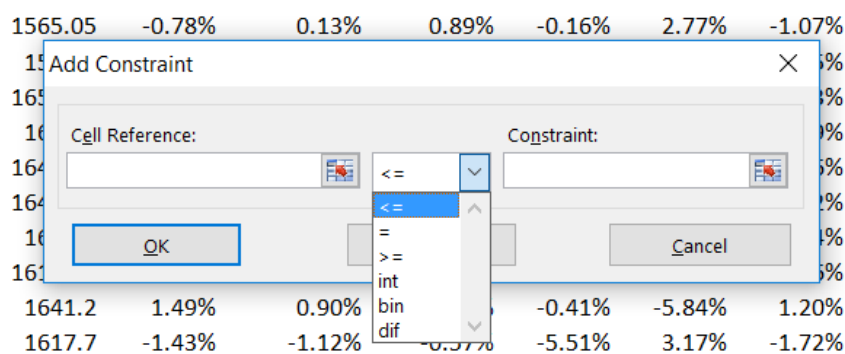 1565.05 -0.78% 0.13% 0.89% -0.16% 2.77% -1.07%
Add Constraint
Cell Reference:
Constraint:
<=
<=
=
>=
int
bin
dif
OK
Cancel
1641.2 1.49% 0.90% -0.41% -5.84% 1.20%
1617.7 -1.43% -1.12% -5.51% 3.17% -1.72%